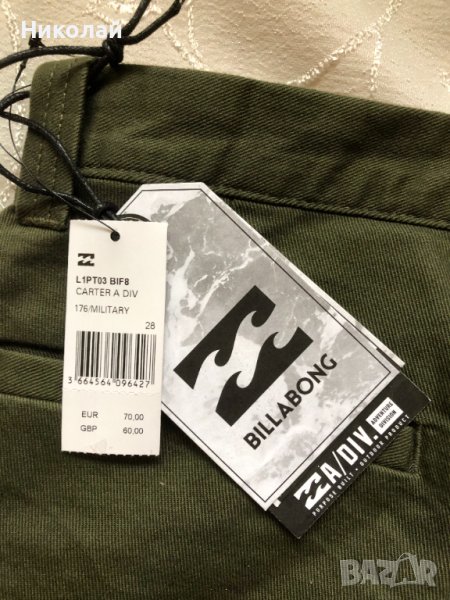 Николай
L1PT03 BIF8
CARTER A DIV
176/MILITARY
28
3 664564 096427
EUR 70,00
GBP 60,00
BILLABONG
A/DIV.
ADVENTURE
DIVISION
PURPOSE BUILT - OUTDOOR PRODUCT
BAZAR